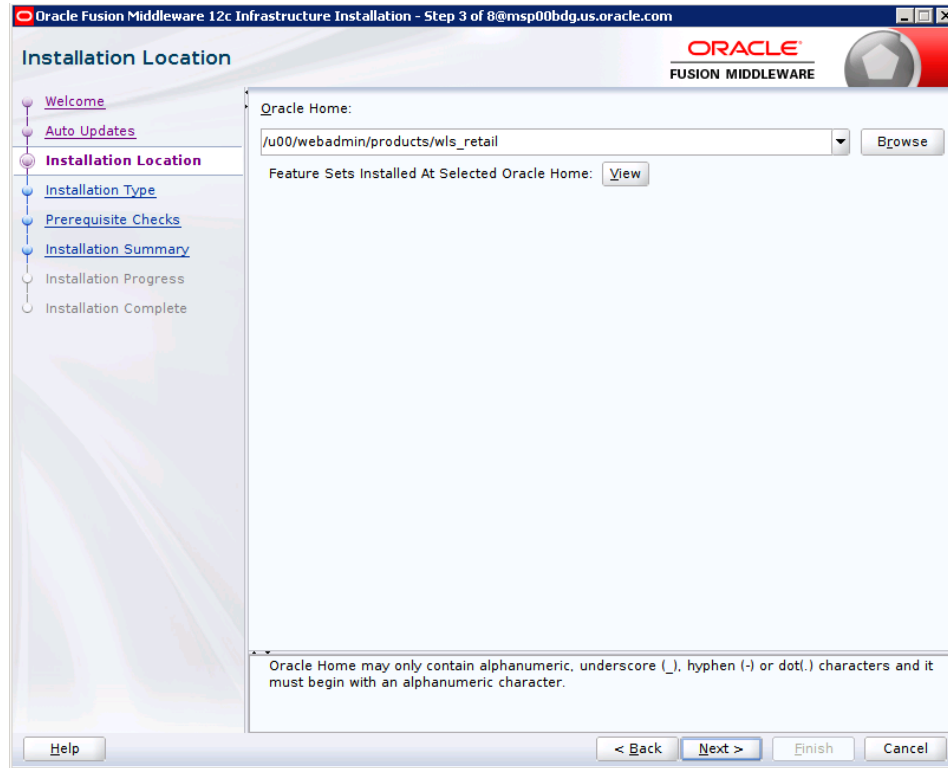 Oracle Fusion Middleware 12c Infrastructure Installation - Step 3 of 8@msp00bdg.us.oracle.com
Installation Location
ORACLE
FUSION MIDDLEWARE
Welcome
Auto Updates
Installation Location
Installation Type
Prerequisite Checks
Installation Summary
Installation Progress
Installation Complete
Oracle Home:
/u00/webadmin/products/wls_retail
Browse
Feature Sets Installed At Selected Oracle Home: View
Oracle Home may only contain alphanumeric, underscore (_), hyphen (-) or dot(.) characters and it
must begin with an alphanumeric character.
Help
< Back
Next >
Finish
Cancel